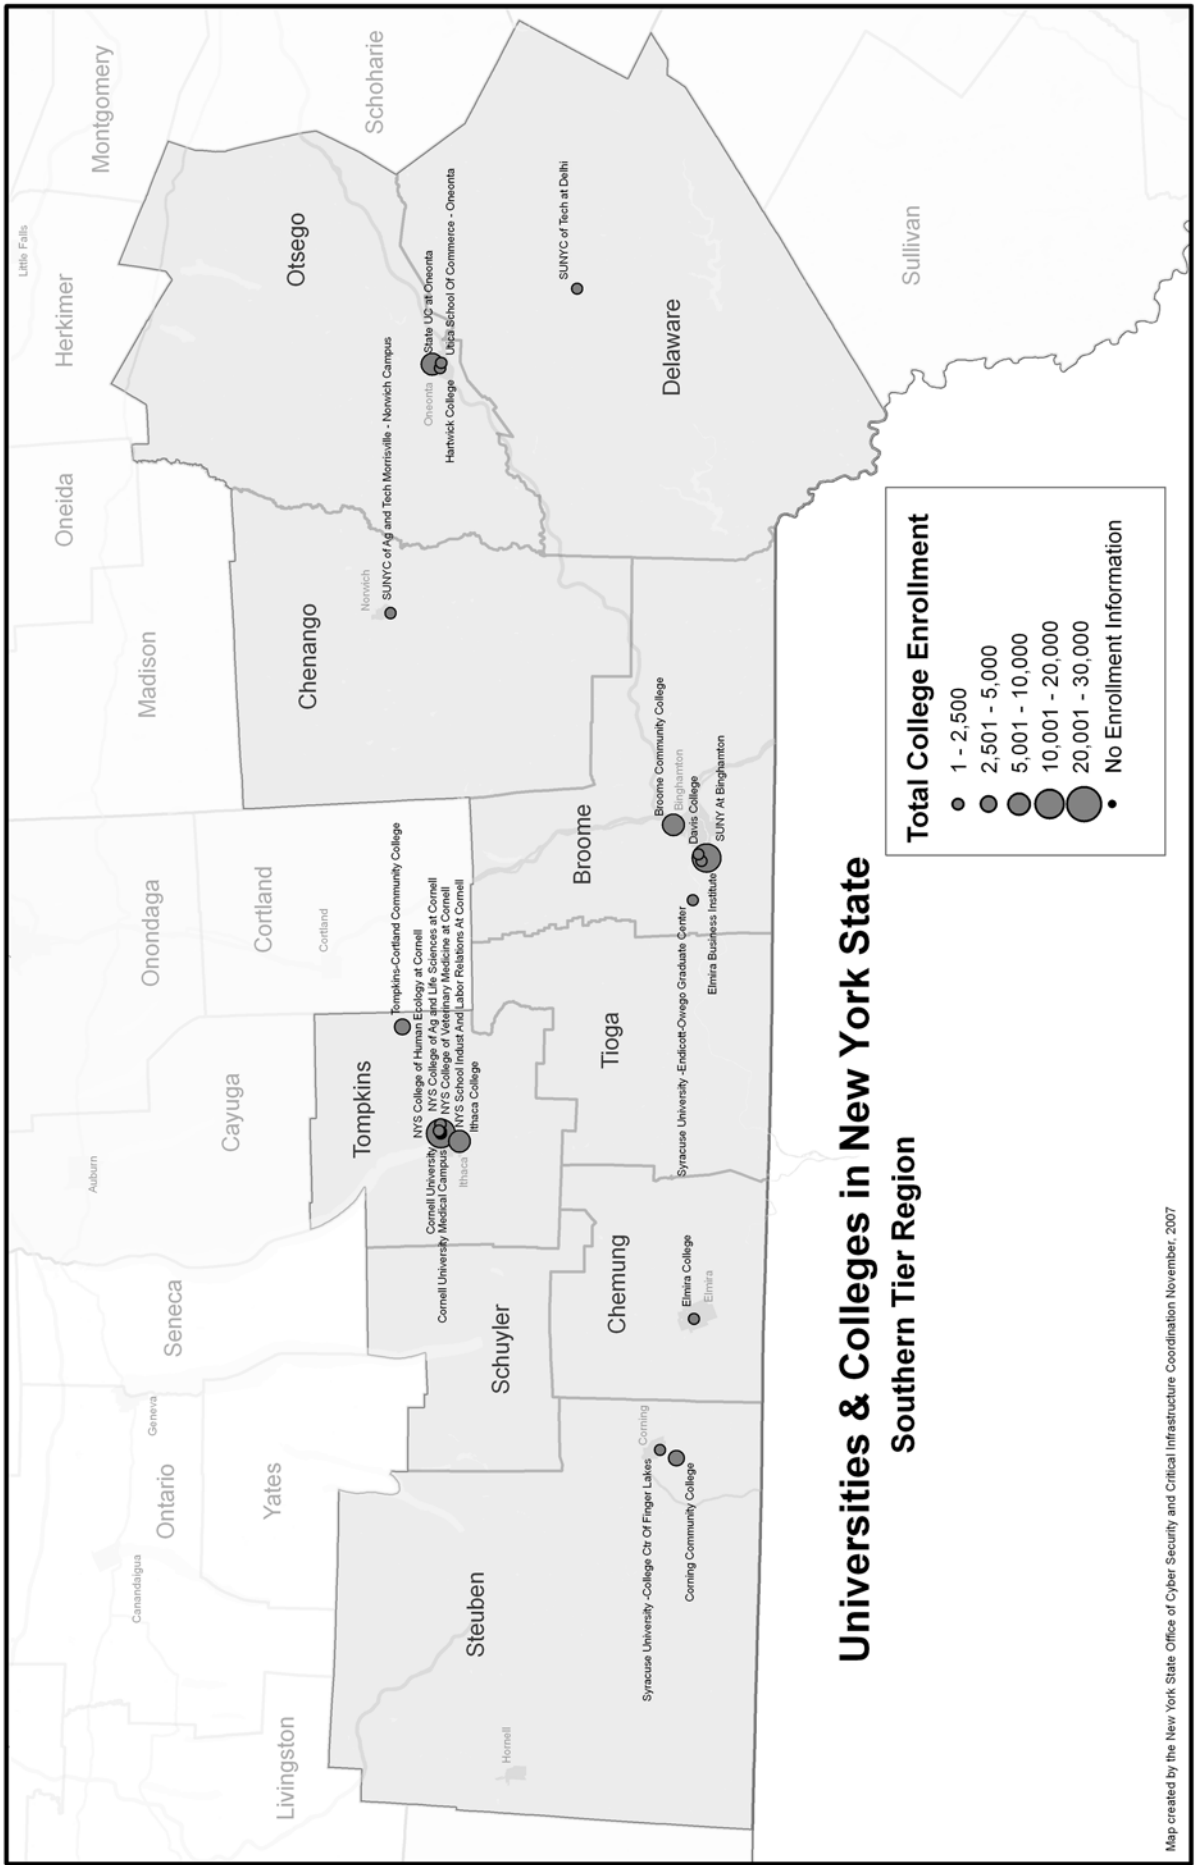 Montgomery
Schoharie
Little Falls
Herkimer
Otsego
Oneida
Madison
Onondaga
Cortland
Cortland
Cayuga
Auburn
Seneca
Geneva
Ontario
Canandaigua
Yates
Livingston
Sullivan
Delaware
SUNYC of Tech at Delhi
State UC at Oneonta
Utica School Of Commerce - Oneonta
Oneonta
Hartwick College
Chenango
Norwich
SUNYC of Ag and Tech Morrisville - Norwich Campus
Broome
Broome Community College
Binghamton
Davis College
SUNY At Binghamton
Syracuse University -Endicott-Owego Graduate Center
Elmira Business Institute
Tioga
Tompkins
Tompkins-Cortland Community College
NYS College of Human Ecology at Cornell
NYS College of Ag and Life Sciences at Cornell
NYS College of Veterinary Medicine at Cornell
NYS School Indust And Labor Relations At Cornell
Ithaca College
Cornell University
Cornell University Medical Campus
Ithaca
Schuyler
Chemung
Elmira College
Elmira
Steuben
Hornell
Corning
Syracuse University -College Ctr Of Finger Lakes
Corning Community College
Universities & Colleges in New York State
Southern Tier Region
Total College Enrollment
1 - 2,500
2,501 - 5,000
5,001 - 10,000
10,001 - 20,000
20,001 - 30,000
No Enrollment Information
Map created by the New York State Office of Cyber Security and Critical Infrastructure Coordination November, 2007